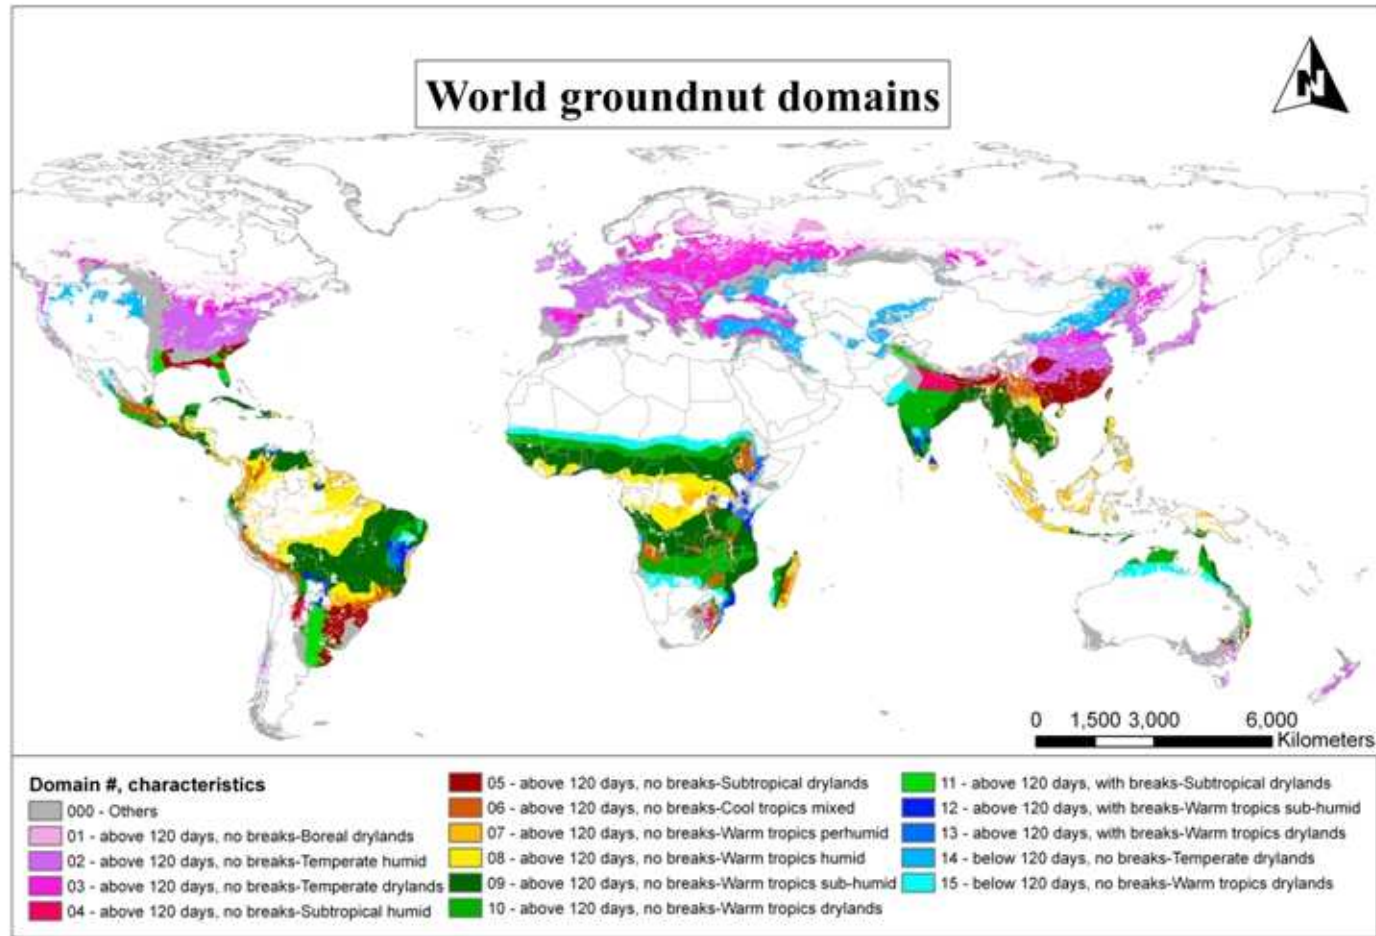 World groundnut domains
N
0 1,500 3,000 6,000
Kilometers
Domain #, characteristics
000 - Others
01 - above 120 days, no breaks-Boreal drylands
02 - above 120 days, no breaks-Temperate humid
03 - above 120 days, no breaks-Temperate drylands
04 - above 120 days, no breaks-Subtropical humid
05 - above 120 days, no breaks-Subtropical drylands
06 - above 120 days, no breaks-Cool tropics mixed
07 - above 120 days, no breaks-Warm tropics perhumid
08 - above 120 days, no breaks-Warm tropics humid
09 - above 120 days, no breaks-Warm tropics sub-humid
10 - above 120 days, no breaks-Warm tropics drylands
11 - above 120 days, with breaks-Subtropical drylands
12 - above 120 days, with breaks-Warm tropics sub-humid
13 - above 120 days, with breaks-Warm tropics drylands
14 - below 120 days, no breaks-Temperate drylands
15 - below 120 days, no breaks-Warm tropics drylands